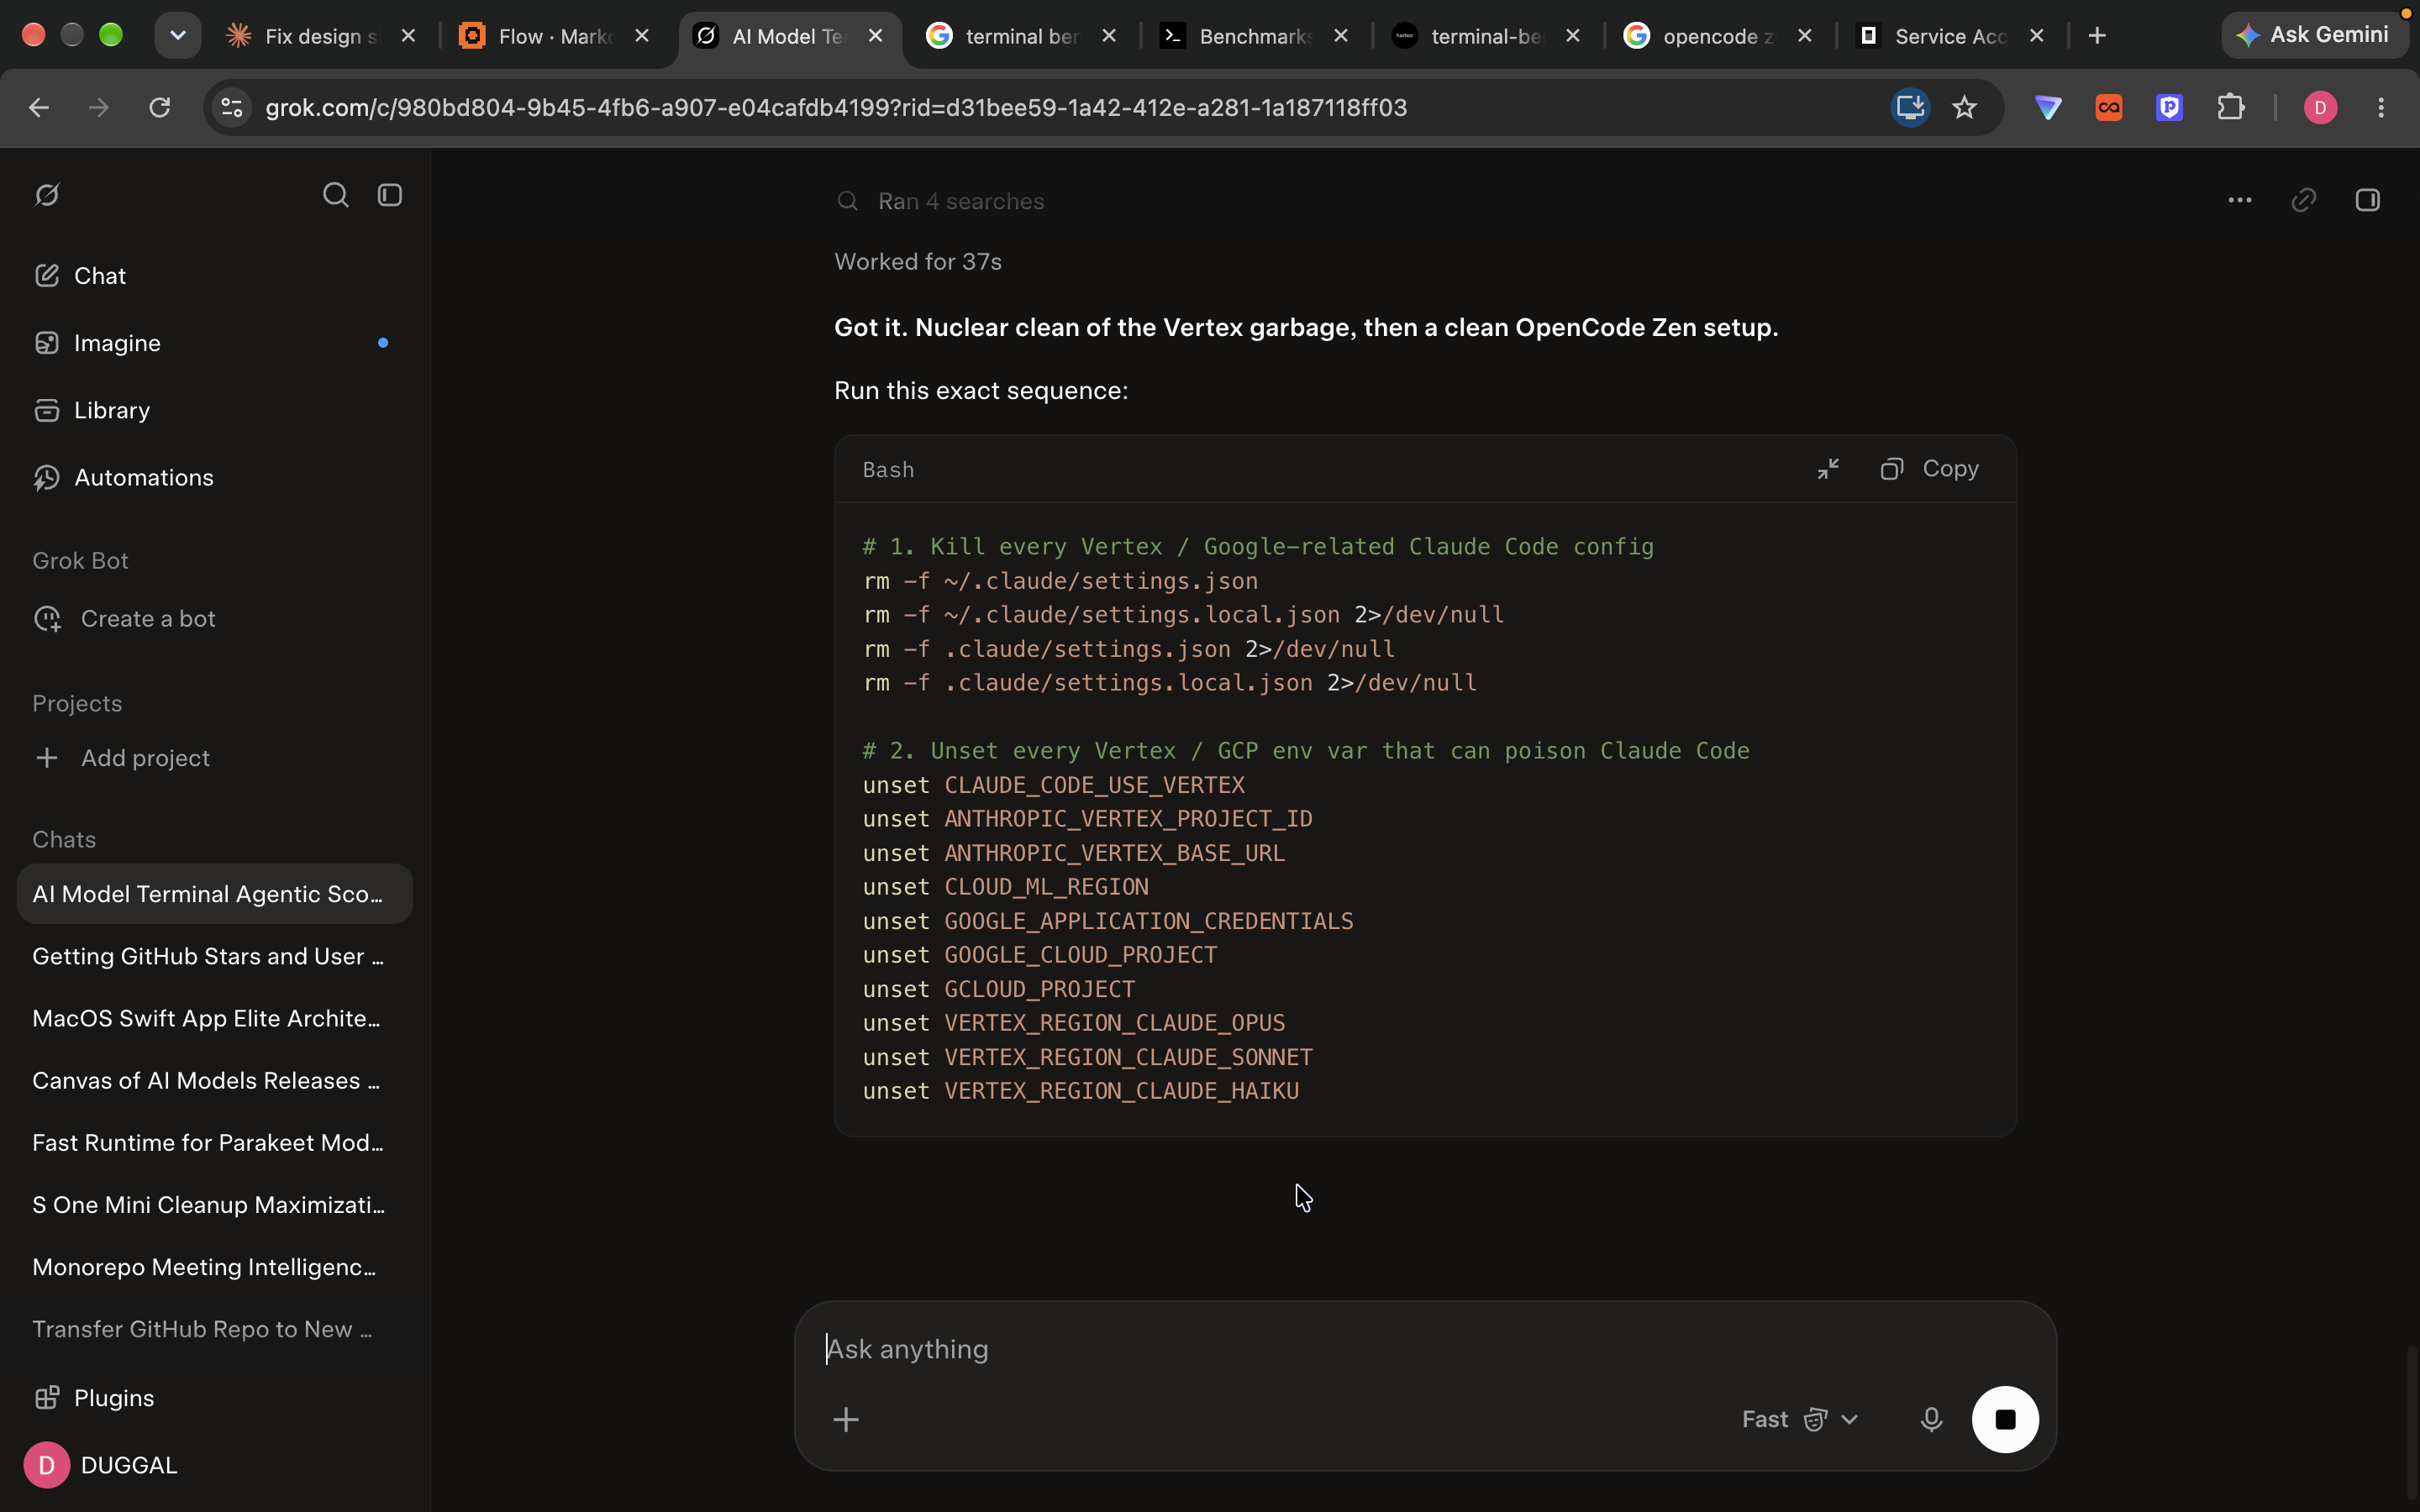 Fix design s
Flow · Marko
AI Model Te
terminal ben
Benchmarks
terminal-be
opencode z
Service Acc
Ask Gemini
grok.com/c/980bd804-9b45-4fb6-a907-e04cafdb4199?rid=d31bee59-1a42-412e-a281-1a187118ff03
D
Chat
Imagine
Library
Automations
Grok Bot
Create a bot
Projects
Add project
Chats
AI Model Terminal Agentic Sco...
Getting GitHub Stars and User ...
MacOS Swift App Elite Archite...
Canvas of AI Models Releases ...
Fast Runtime for Parakeet Mod...
S One Mini Cleanup Maximizati...
Monorepo Meeting Intelligenc...
Transfer GitHub Repo to New ...
Plugins
D
DUGGAL
Ran 4 searches
Worked for 37s
Got it. Nuclear clean of the Vertex garbage, then a clean OpenCode Zen setup.
Run this exact sequence:
Bash
Copy
# 1. Kill every Vertex / Google-related Claude Code config
rm -f ~/.claude/settings.json
rm -f ~/.claude/settings.local.json 2>/dev/null
rm -f .claude/settings.json 2>/dev/null
rm -f .claude/settings.local.json 2>/dev/null
# 2. Unset every Vertex / GCP env var that can poison Claude Code
unset CLAUDE_CODE_USE_VERTEX
unset ANTHROPIC_VERTEX_PROJECT_ID
unset ANTHROPIC_VERTEX_BASE_URL
unset CLOUD_ML_REGION
unset GOOGLE_APPLICATION_CREDENTIALS
unset GOOGLE_CLOUD_PROJECT
unset GCLOUD_PROJECT
unset VERTEX_REGION_CLAUDE_OPUS
unset VERTEX_REGION_CLAUDE_SONNET
unset VERTEX_REGION_CLAUDE_HAIKU
Ask anything
Fast